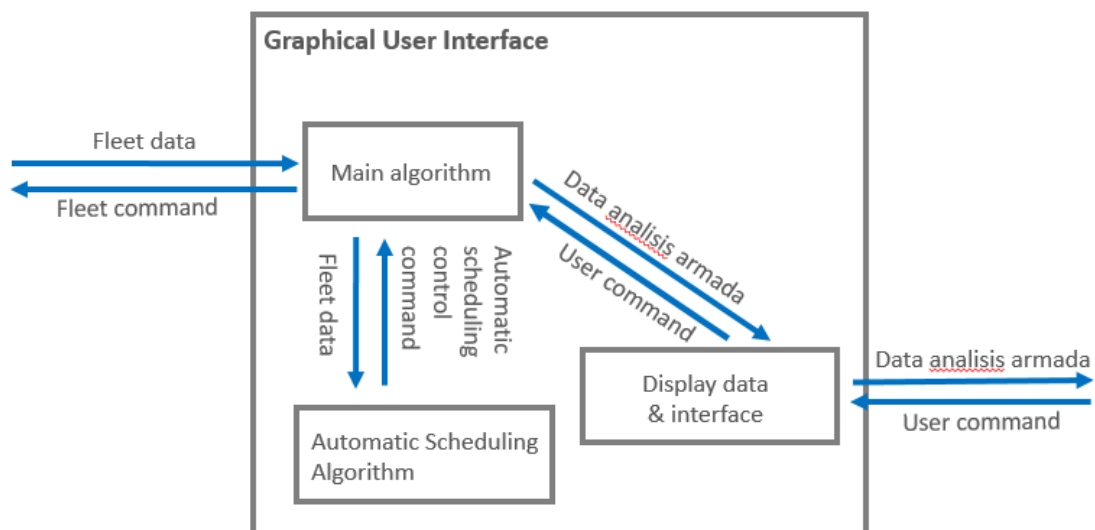 Graphical User Interface
Fleet data
Fleet command
Main algorithm
Data analisis armada
User command
Fleet data
Automatic
scheduling
control
command
Automatic Scheduling
Algorithm
Display data
& interface
Data analisis armada
User command